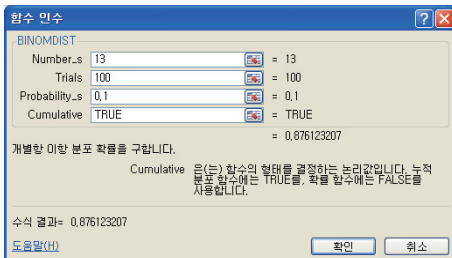 함수 인수
BINOMDIST
Number_s 13 = 13
Trials 100 = 100
Probability_s 0,1 = 0,1
Cumulative TRUE = TRUE
= 0,876123207
개별항 이항 분포 확률을 구합니다.
Cumulative 은(는) 함수의 형태를 결정하는 논리값입니다. 누적
분포 함수에는 TRUE를, 확률 함수에는 FALSE를
사용합니다.
수식 결과= 0,876123207
도움말(H)
확인 취소